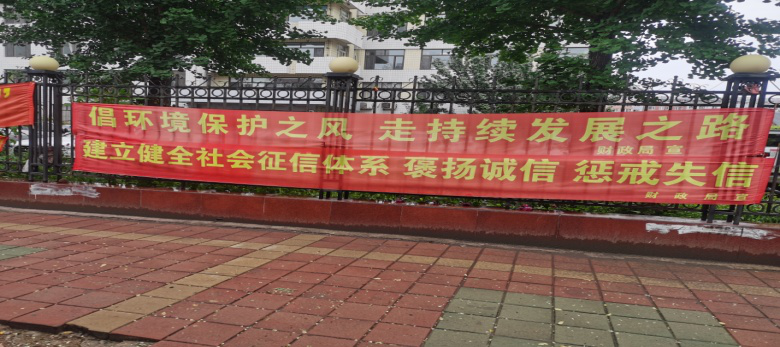 倡环境保护之风 走持续发展之路
财政局 宣
建立健全社会征信体系 褒扬诚信 惩戒失信
财政局宣